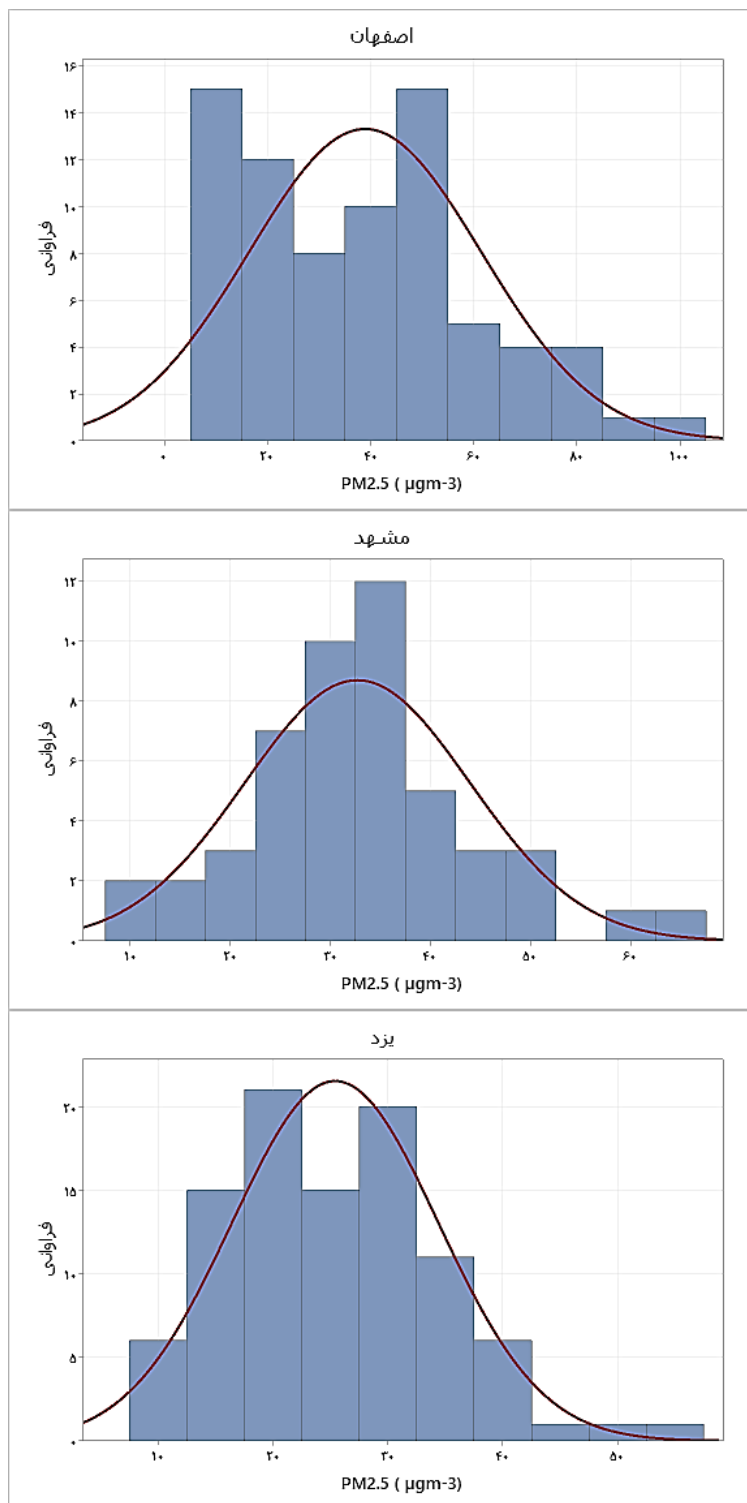 اصفهان
۱۶
۱۴
۱۲
۱۰
۸
۶
۴
۲
۰
فراوانی
۰ ۲۰ ۴۰ ۶۰ ۸۰ ۱۰۰
PM2.5 ( µgm-3)
مشهد
۱۲
۱۰
۸
۶
۴
۲
۰
فراوانی
۱۰ ۲۰ ۳۰ ۴۰ ۵۰ ۶۰
PM2.5 ( µgm-3)
یزد
۲۰
۱۵
۱۰
۵
۰
فراوانی
۱۰ ۲۰ ۳۰ ۴۰ ۵۰
PM2.5 ( µgm-3)